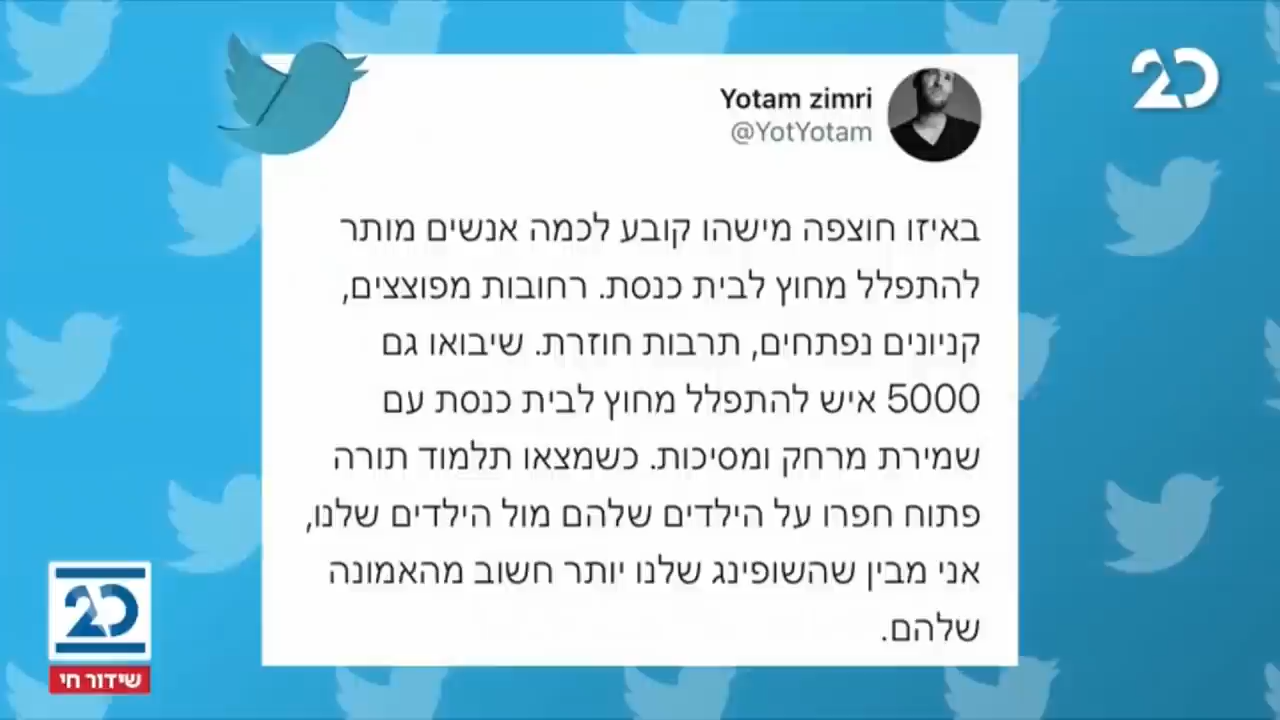 20
Yotam zimri
@YotYotam
באיזו חוצפה מישהו קובע לכמה אנשים מותר
להתפלל מחוץ לבית כנסת. רחובות מפוצצים,
קניונים נפתחים, תרבות חוזרת. שיבואו גם
5000 איש להתפלל מחוץ לבית כנסת עם
שמירת מרחק ומסיכות. כשמצאו תלמוד תורה
פתוח חפרו על הילדים שלהם מול הילדים שלנו,
אני מבין שהשופינג שלנו יותר חשוב מהאמונה
שלהם.
20
שידור חי